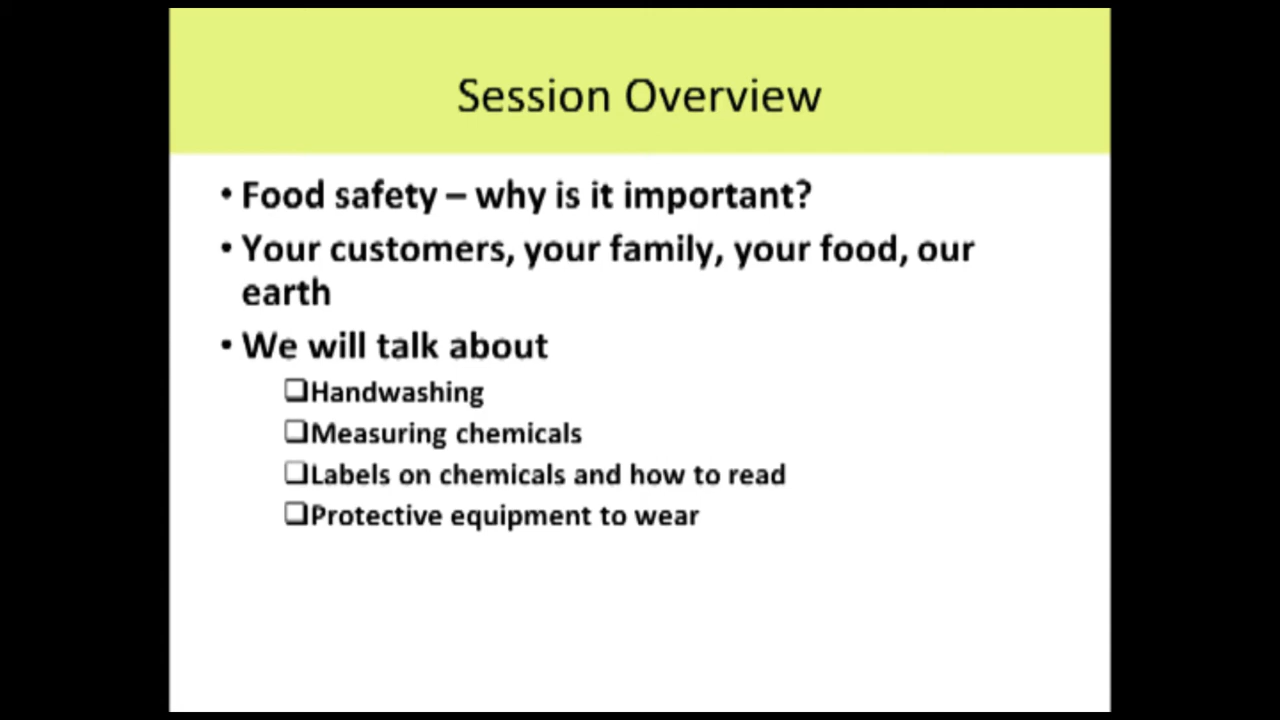 Session Overview
• Food safety – why is it important?
• Your customers, your family, your food, our
earth
• We will talk about
❑Handwashing
❑Measuring chemicals
❑Labels on chemicals and how to read
❑Protective equipment to wear